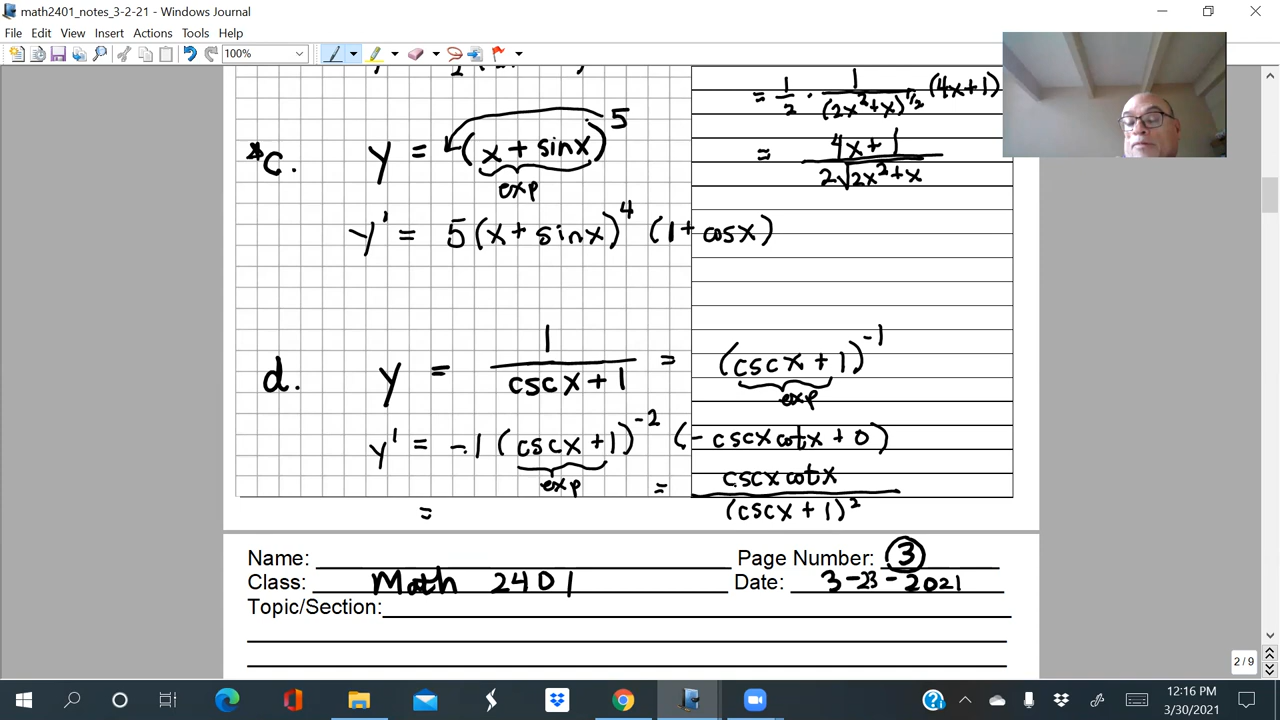 math2401_notes_3-2-21 - Windows Journal
File Edit View Insert Actions Tools Help
100%
= 1/2 · 1/(2x²+x)^1/2 (4x+1)
= (4x+1)/(2√(2x²+x))
*c. y = (x + sinx)^5
exp
y' = 5(x + sinx)^4 (1 + cosx)
d. y = 1/(cscx + 1) = (cscx + 1)^-1
exp
y' = -1 (cscx + 1)^-2 (- cscx cotx + 0)
exp
= cscx cotx/(cscx + 1)²
=
Name: Page Number: 3
Class: Math 2401 Date: 3-23-2021
Topic/Section:
2/9
12:16 PM
3/30/2021